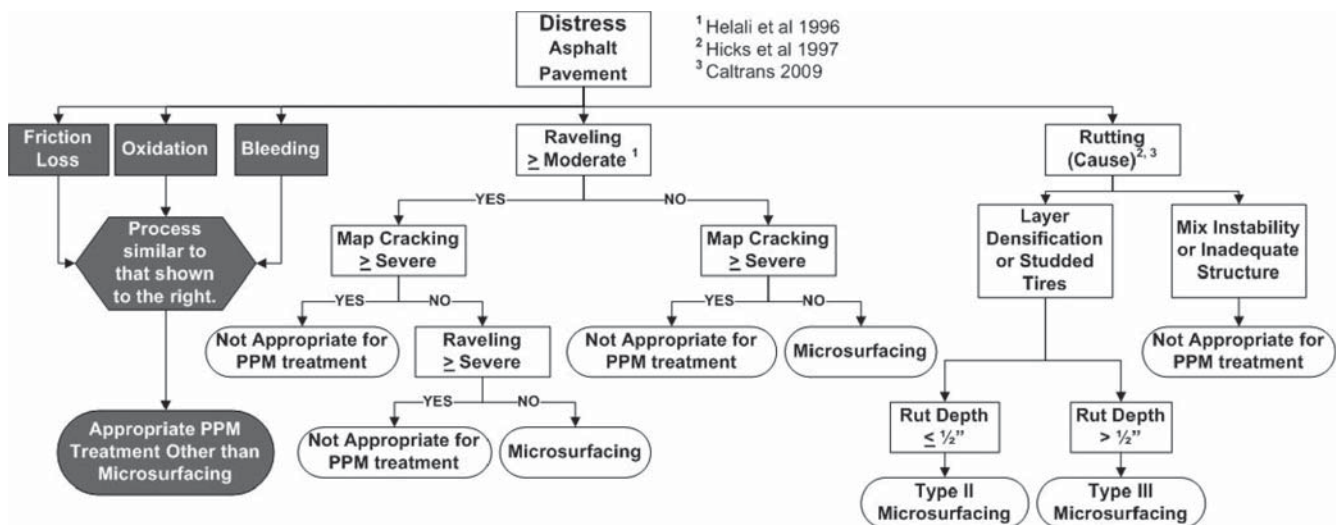 Distress
Asphalt
Pavement
¹ Helali et al 1996
² Hicks et al 1997
³ Caltrans 2009
Friction
Loss
Oxidation
Bleeding
Raveling
≥ Moderate ¹
Rutting
(Cause)²,³
Process
similar to
that shown
to the right.
YES
NO
Map Cracking
≥ Severe
Map Cracking
≥ Severe
Layer
Densification
or Studded
Tires
Mix Instability
or Inadequate
Structure
YES
NO
YES
NO
Not Appropriate for
PPM treatment
Raveling
≥ Severe
Not Appropriate for
PPM treatment
Microsurfacing
Not Appropriate for
PPM treatment
YES
NO
Appropriate PPM
Treatment Other than
Microsurfacing
Not Appropriate for
PPM treatment
Microsurfacing
Rut Depth
≤ ½”
Rut Depth
> ½”
Type II
Microsurfacing
Type III
Microsurfacing